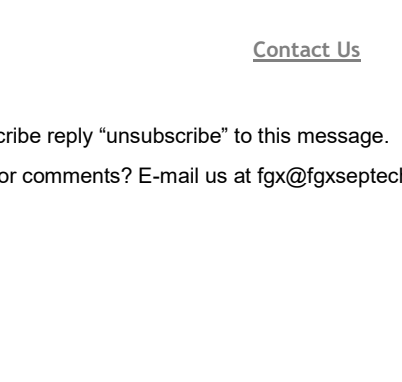 Contact Us
cribe reply “unsubscribe” to this message.
or comments? E-mail us at fgx@fgxseptecl